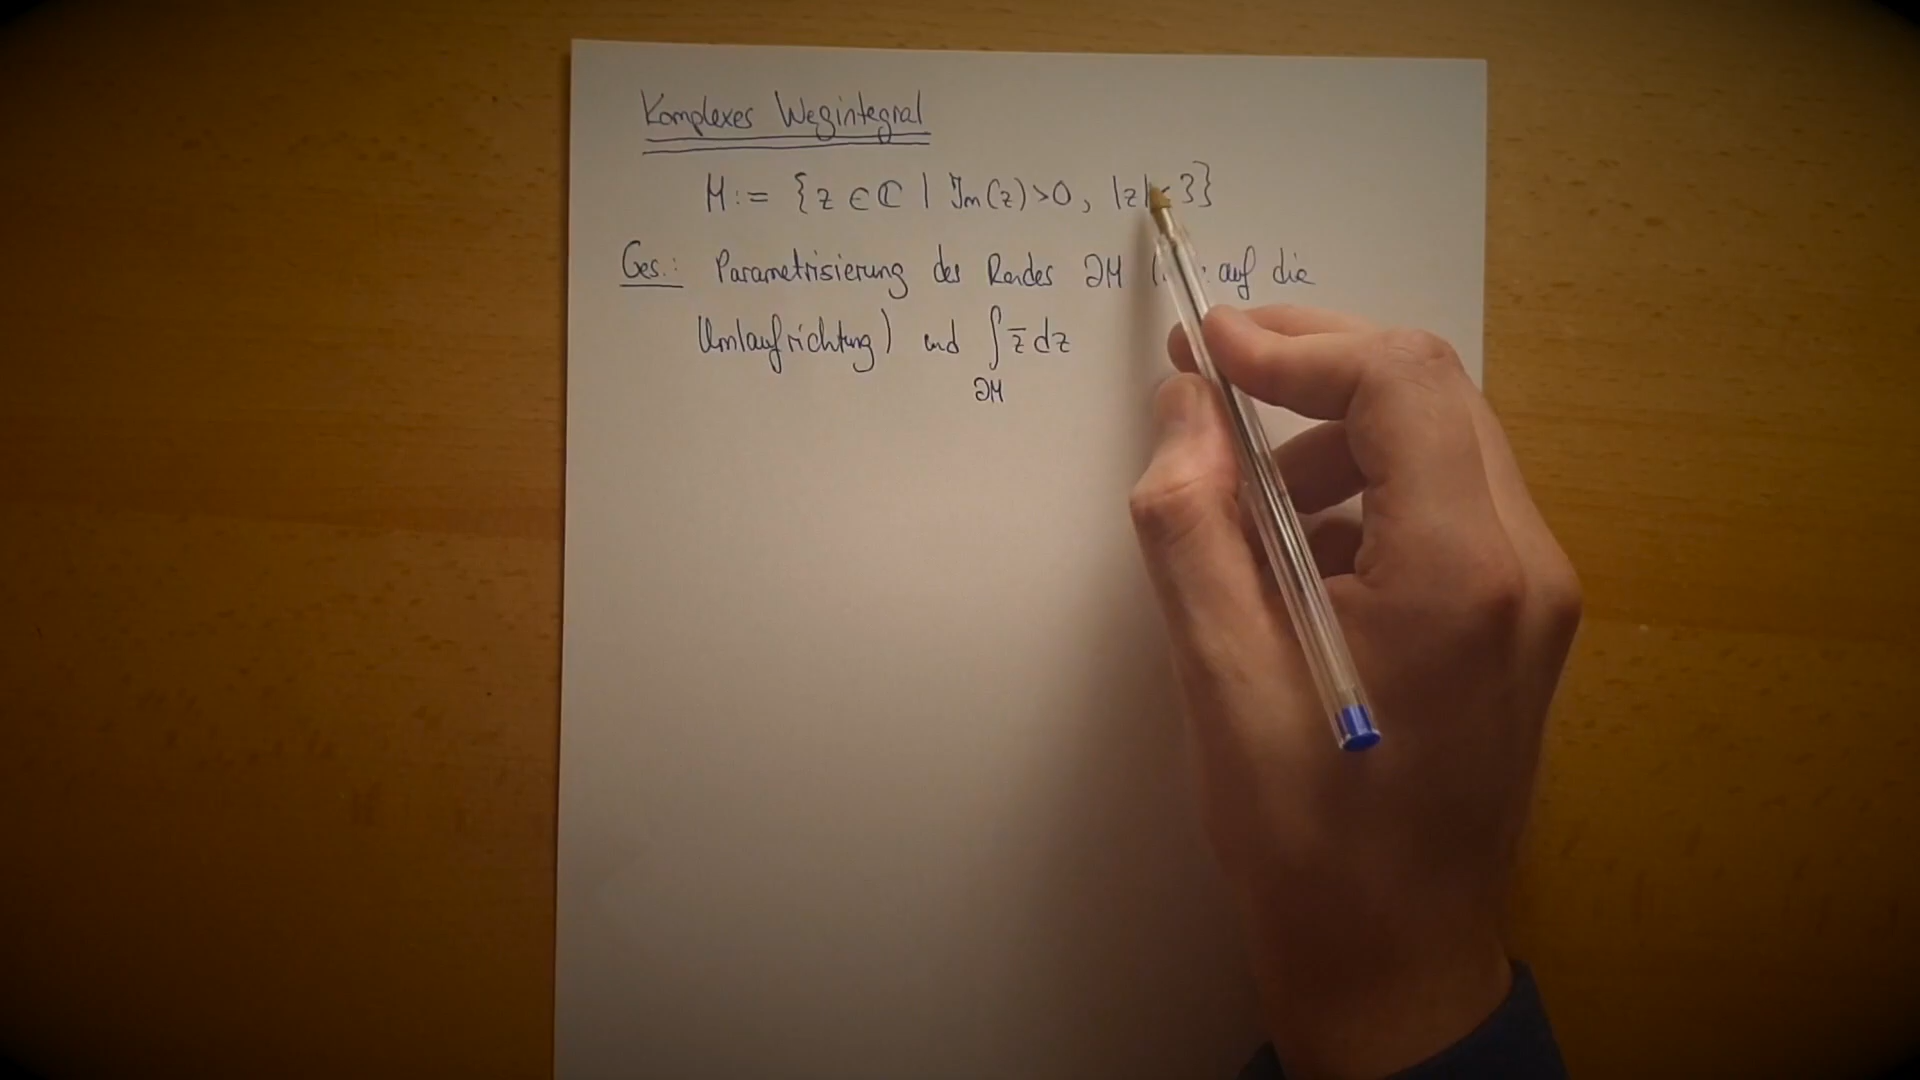 Komplexes Wegintegral
M := {z ∈ ℂ | Im(z) > 0, |z| < 3}
Ges.: Parametrisierung des Randes ∂M ( auf die
Umlaufrichtung) und ∫ z̄ dz
∂M